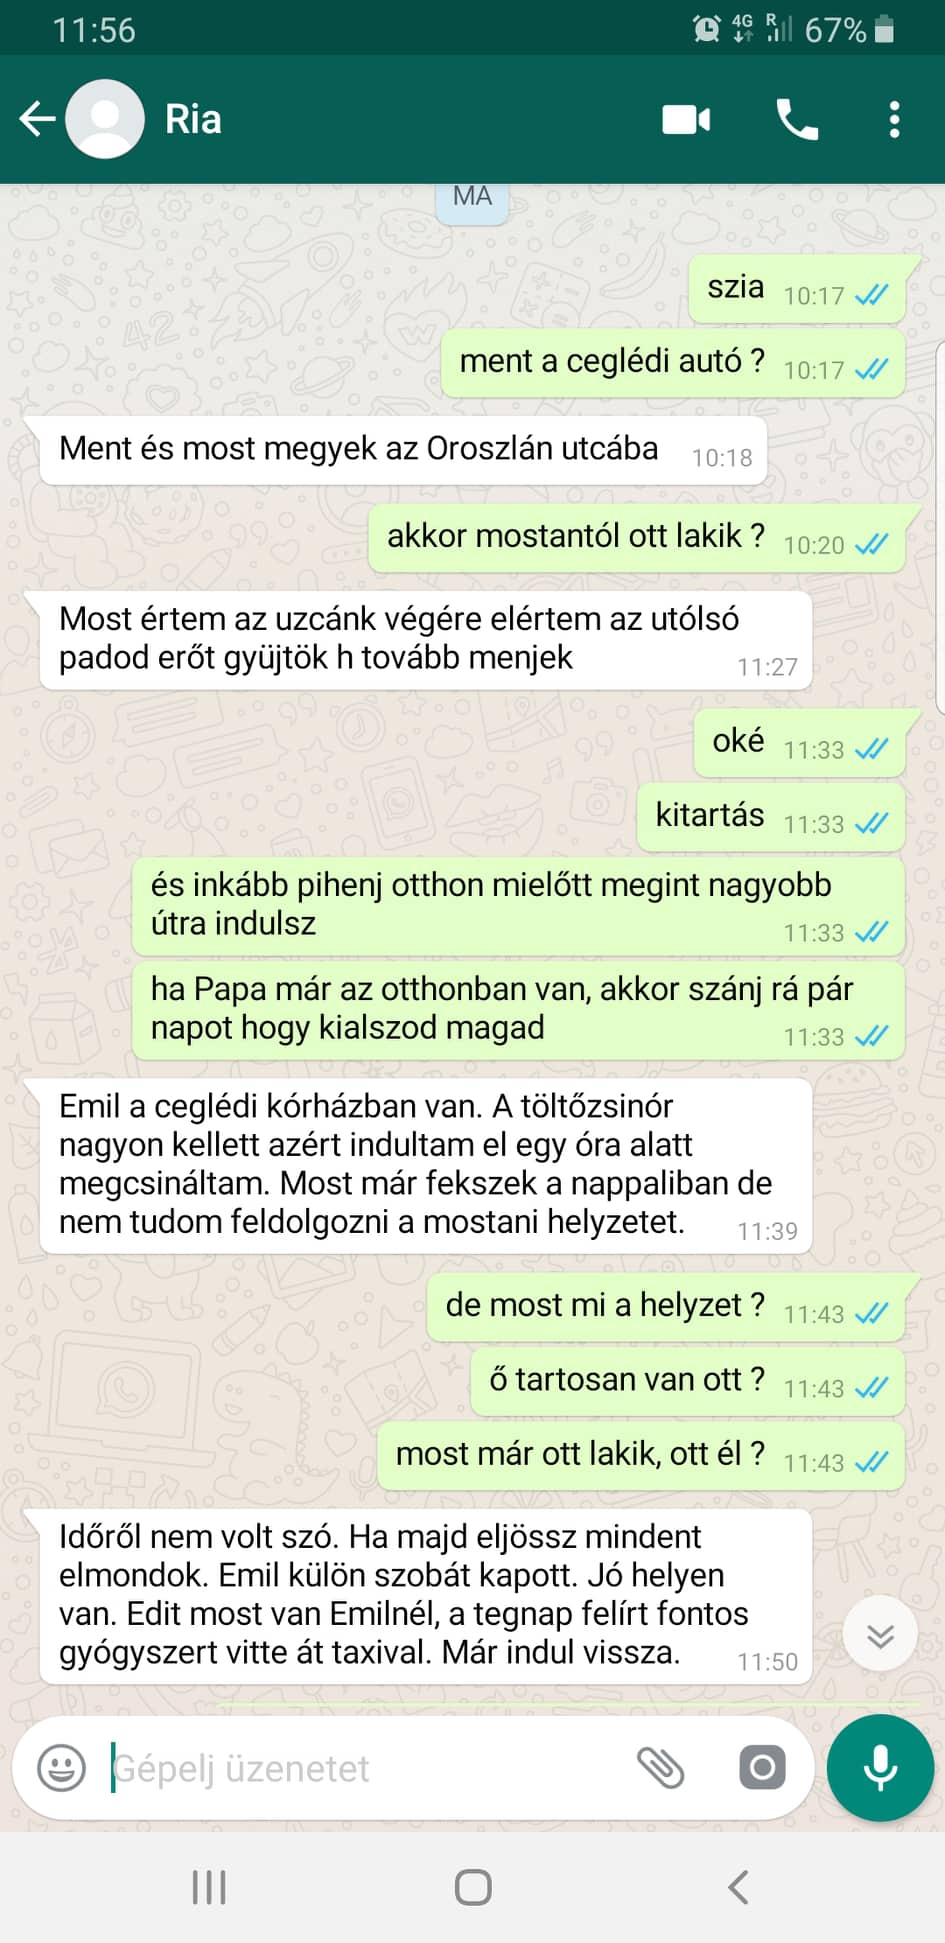 11:56
4G R 67%
Ria
MA
szia 10:17
ment a ceglédi autó ? 10:17
Ment és most megyek az Oroszlán utcába 10:18
akkor mostantól ott lakik ? 10:20
Most értem az uzcánk végére elértem az utólsó
padod erőt gyüjtök h tovább menjek 11:27
oké 11:33
kitartás 11:33
és inkább pihenj otthon mielőtt megint nagyobb
útra indulsz 11:33
ha Papa már az otthonban van, akkor szánj rá pár
napot hogy kialszod magad 11:33
Emil a ceglédi kórházban van. A töltőzsinór
nagyon kellett azért indultam el egy óra alatt
megcsináltam. Most már fekszek a nappaliban de
nem tudom feldolgozni a mostani helyzetet. 11:39
de most mi a helyzet ? 11:43
ő tartosan van ott ? 11:43
most már ott lakik, ott él ? 11:43
Időről nem volt szó. Ha majd eljössz mindent
elmondok. Emil külön szobát kapott. Jó helyen
van. Edit most van Emilnél, a tegnap felírt fontos
gyógyszert vitte át taxival. Már indul vissza. 11:50
Gépelj üzenetet